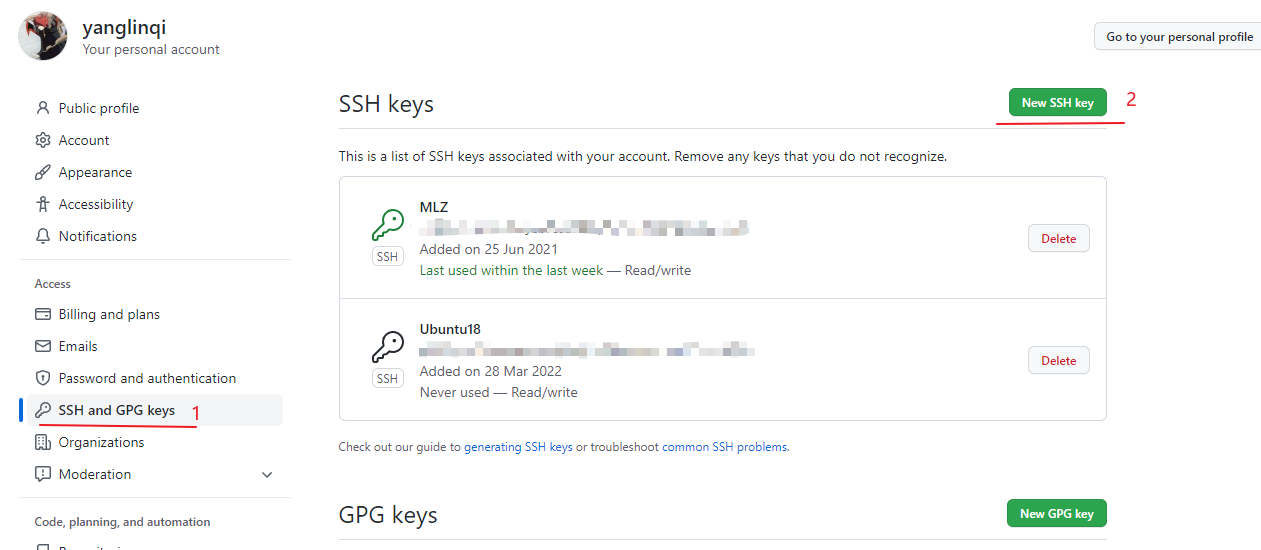 yanglinqi
Your personal account
Go to your personal profile
Public profile
Account
Appearance
Accessibility
Notifications
Access
Billing and plans
Emails
Password and authentication
SSH and GPG keys 1
Organizations
Moderation
Code, planning, and automation
SSH keys
New SSH key 2
This is a list of SSH keys associated with your account. Remove any keys that you do not recognize.
MLZ
SSH
Added on 25 Jun 2021
Last used within the last week — Read/write
Delete
Ubuntu18
SSH
Added on 28 Mar 2022
Never used — Read/write
Delete
Check out our guide to generating SSH keys or troubleshoot common SSH problems.
GPG keys
New GPG key